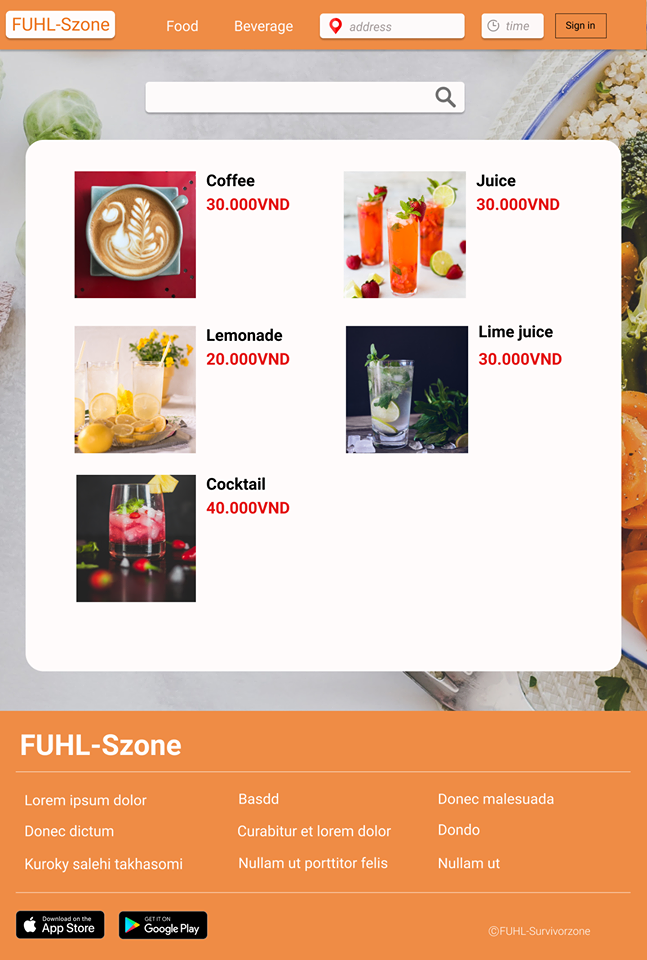 FUHL-Szone
Food
Beverage
address
time
Sign in
Coffee
30.000VND
Juice
30.000VND
Lemonade
20.000VND
Lime juice
30.000VND
Cocktail
40.000VND
FUHL-Szone
Lorem ipsum dolor
Basdd
Donec malesuada
Donec dictum
Curabitur et lorem dolor
Dondo
Kuroky salehi takhasomi
Nullam ut porttitor felis
Nullam ut
Download on the
App Store
GET IT ON
Google Play
©FUHL-Survivorzone